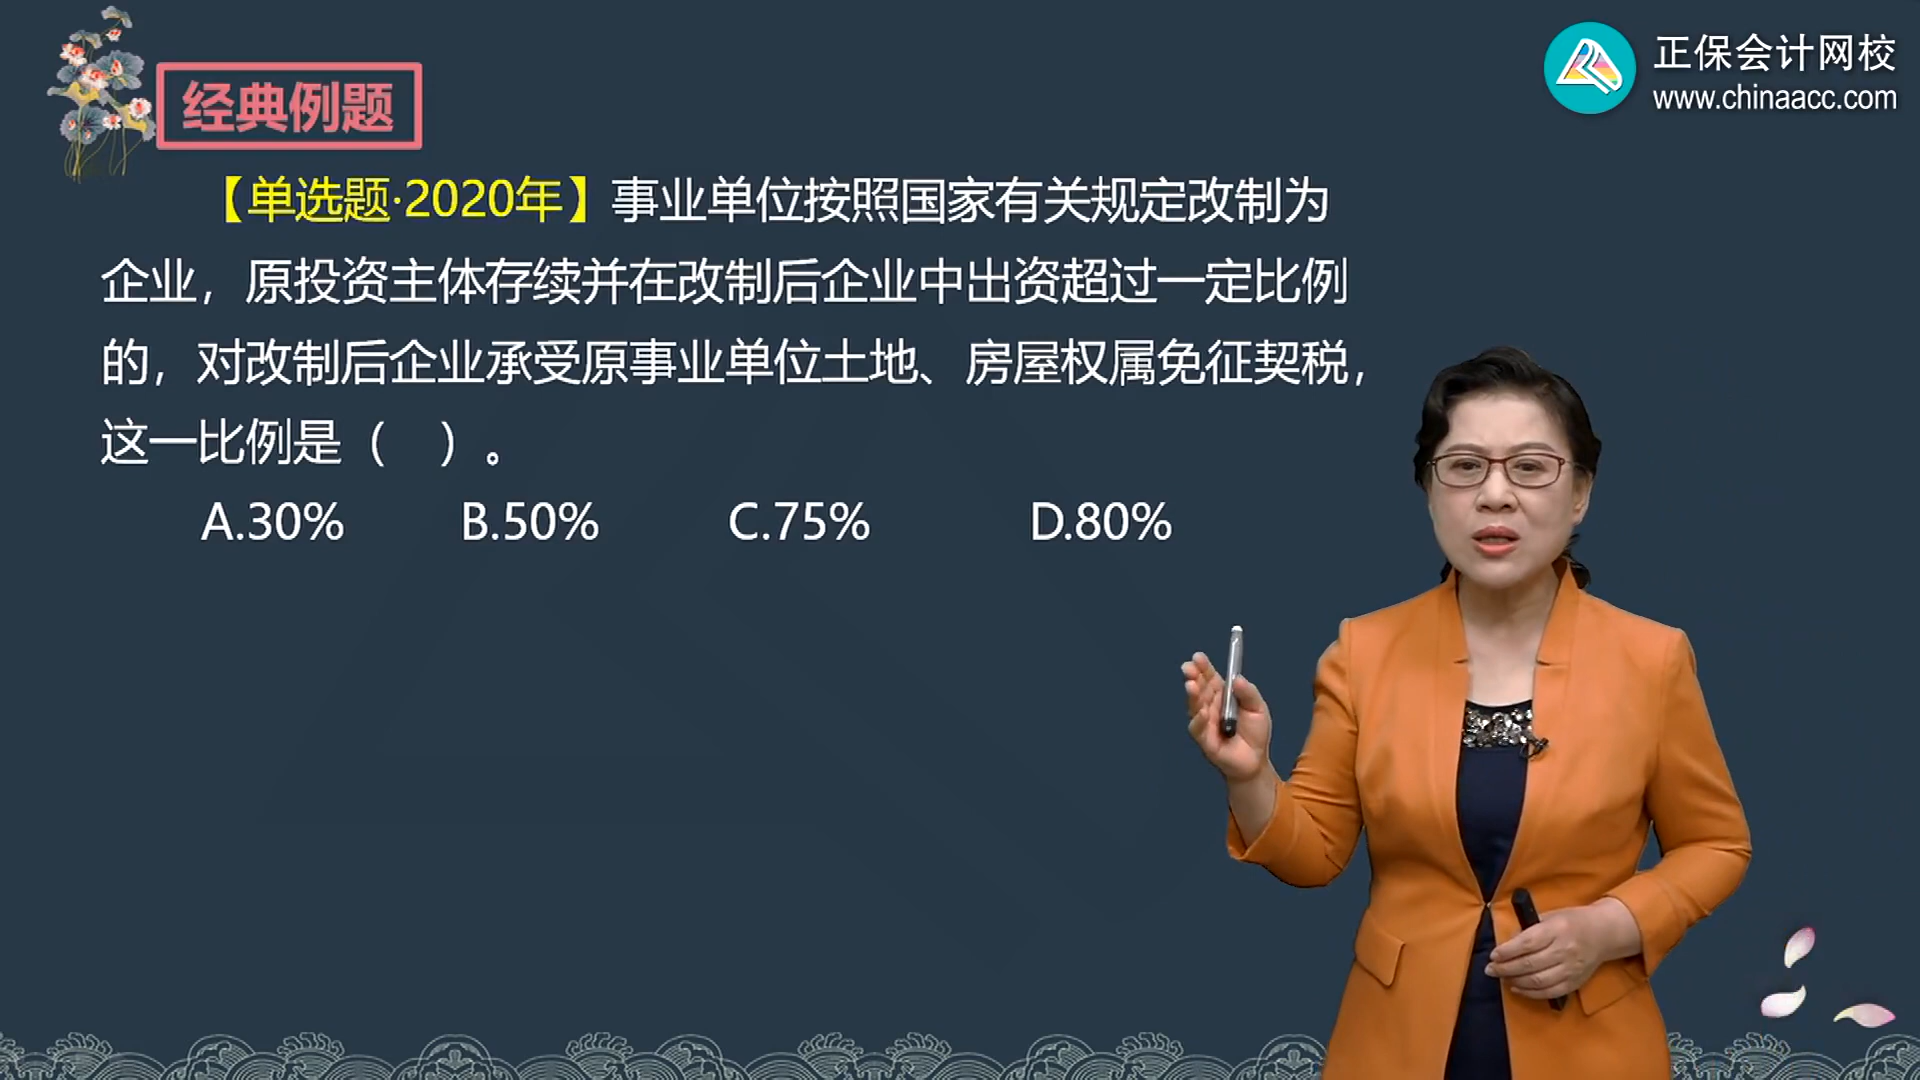 正保会计网校
www.chinaacc.com
经典例题
【单选题·2020年】事业单位按照国家有关规定改制为
企业，原投资主体存续并在改制后企业中出资超过一定比例
的，对改制后企业承受原事业单位土地、房屋权属免征契税，
这一比例是（　）。
A.30% B.50% C.75% D.80%